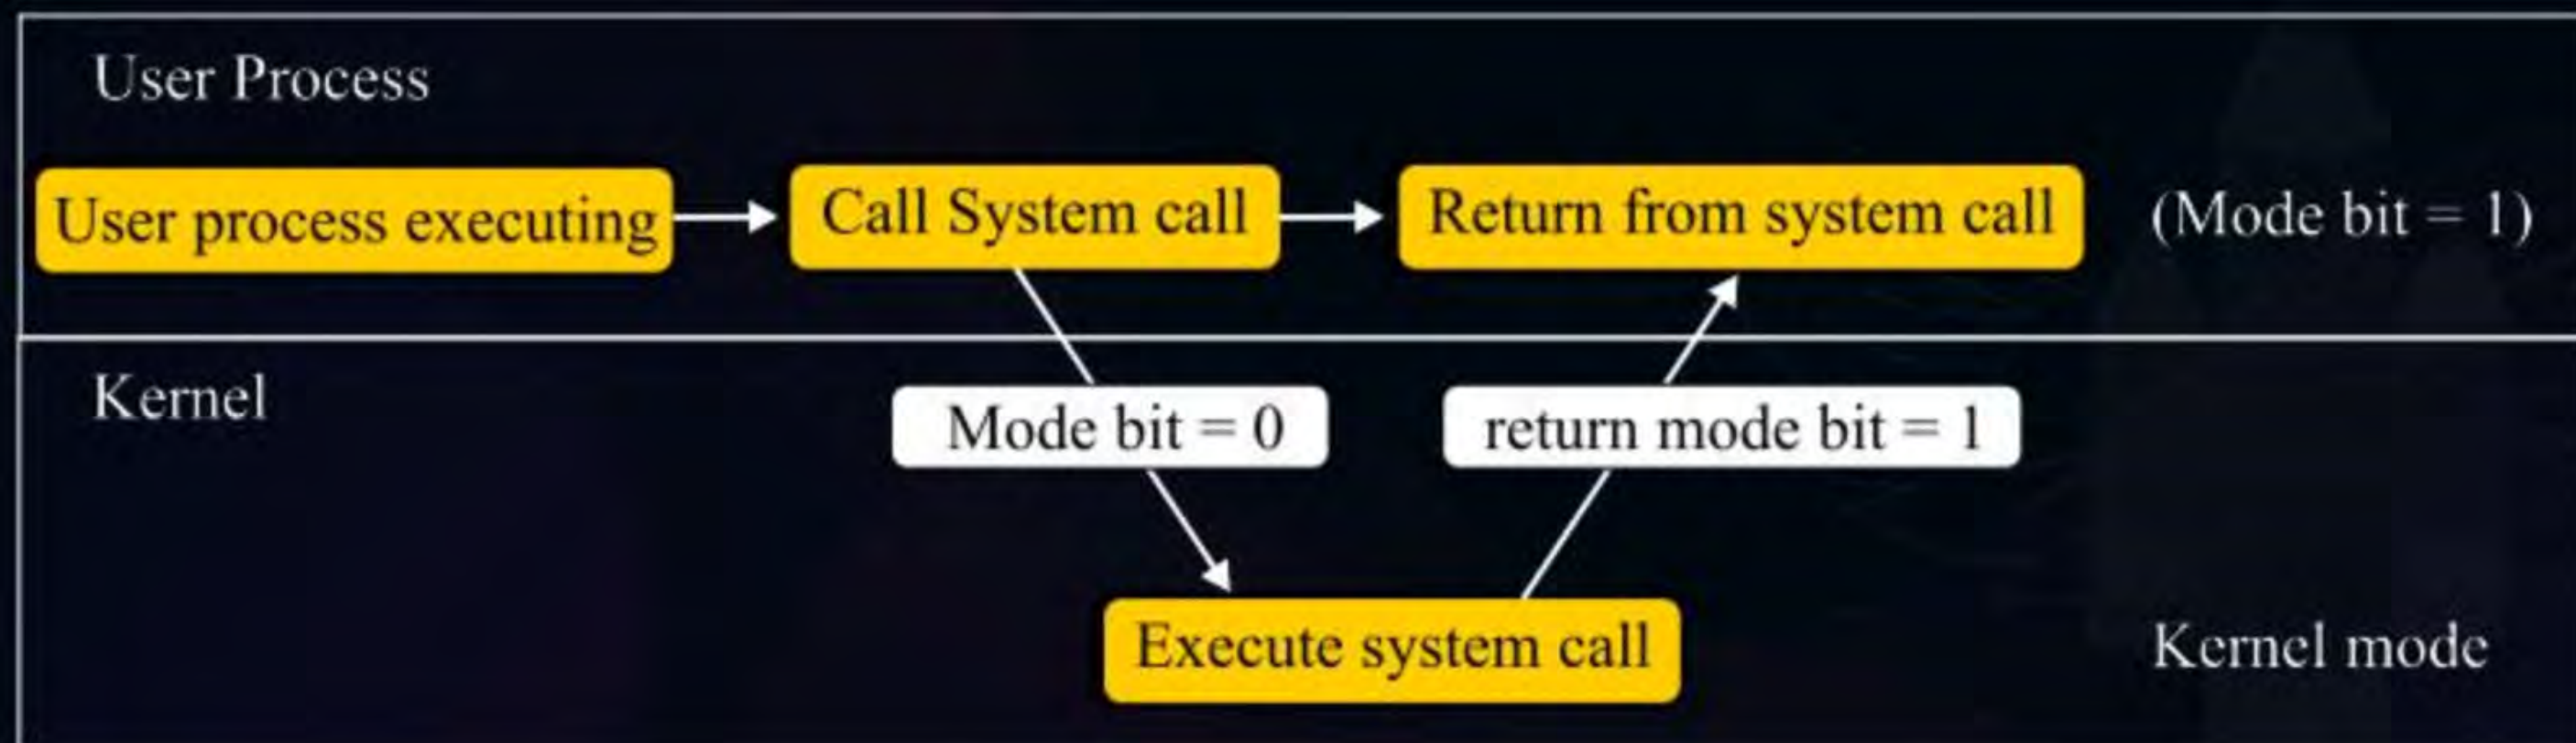 User Process
User process executing
Call System call
Return from system call
(Mode bit = 1)
Kernel
Mode bit = 0
return mode bit = 1
Execute system call
Kernel mode